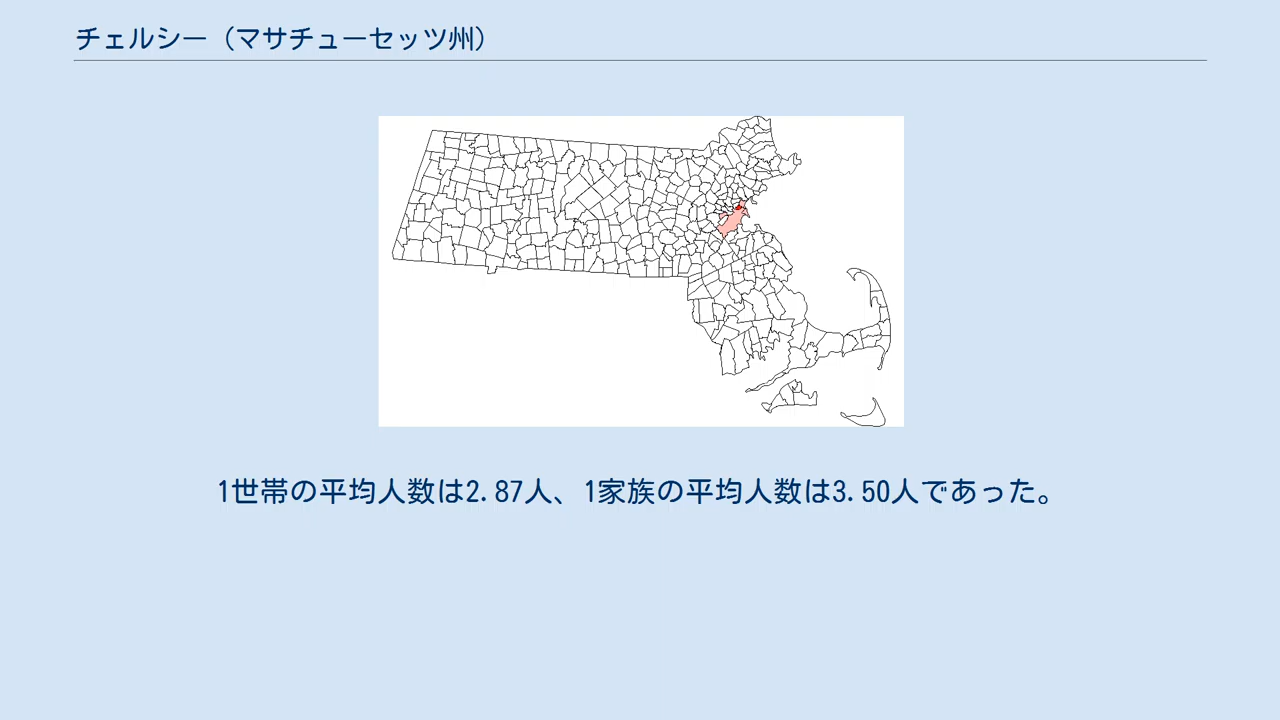 チェルシー（マサチューセッツ州）
1世帯の平均人数は2.87人、1家族の平均人数は3.50人であった。